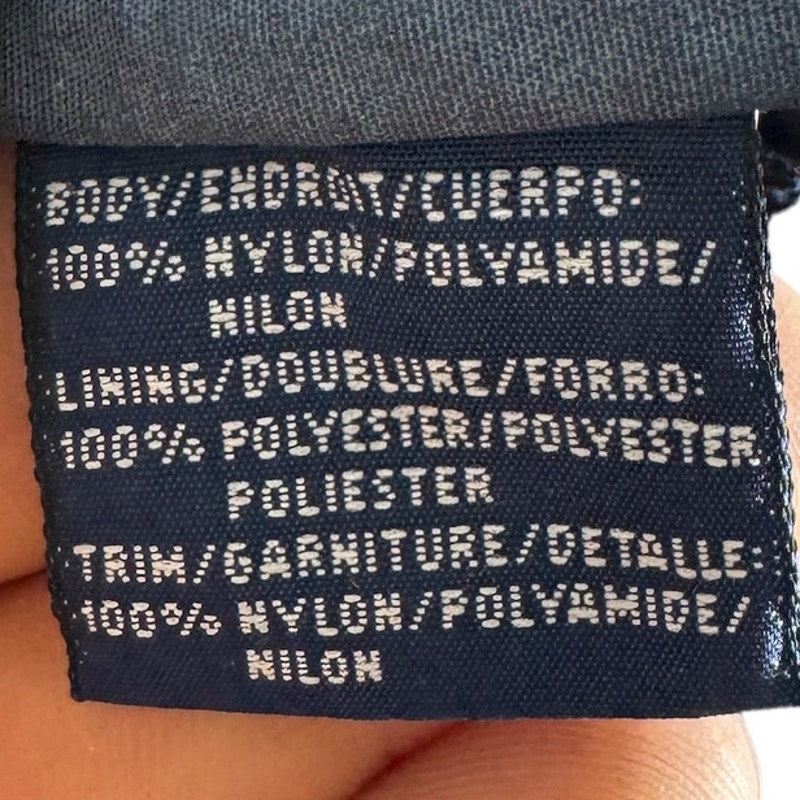 BODY/ENDROIT/CUERPO:
100% NYLON/POLYAMIDE/
NILON
LINING/DOUBLURE/FORRO:
100% POLYESTER/POLYESTER
POLIESTER
TRIM/GARNITURE/DETALLE:
100% NYLON/POLYAMIDE/
NILON